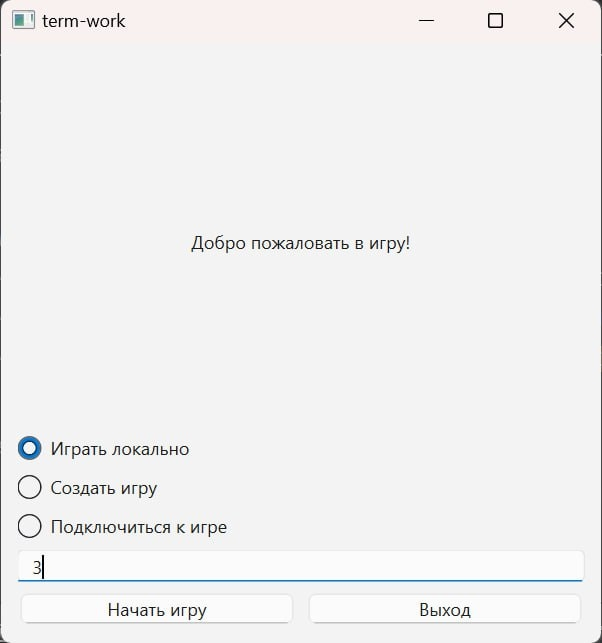 term-work
Добро пожаловать в игру!
Играть локально
Создать игру
Подключиться к игре
3
Начать игру
Выход